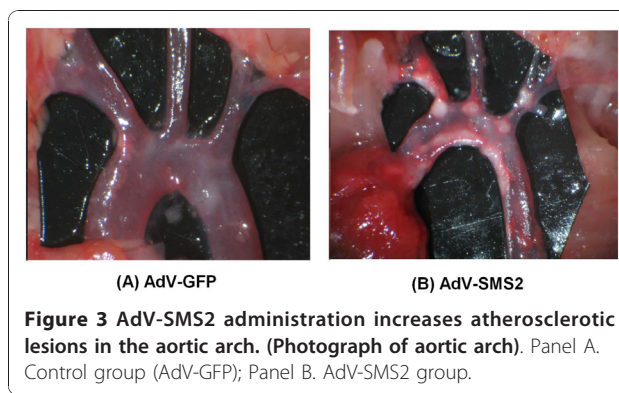 (A) AdV-GFP
(B) AdV-SMS2
Figure 3 AdV-SMS2 administration increases atherosclerotic
lesions in the aortic arch. (Photograph of aortic arch). Panel A.
Control group (AdV-GFP); Panel B. AdV-SMS2 group.